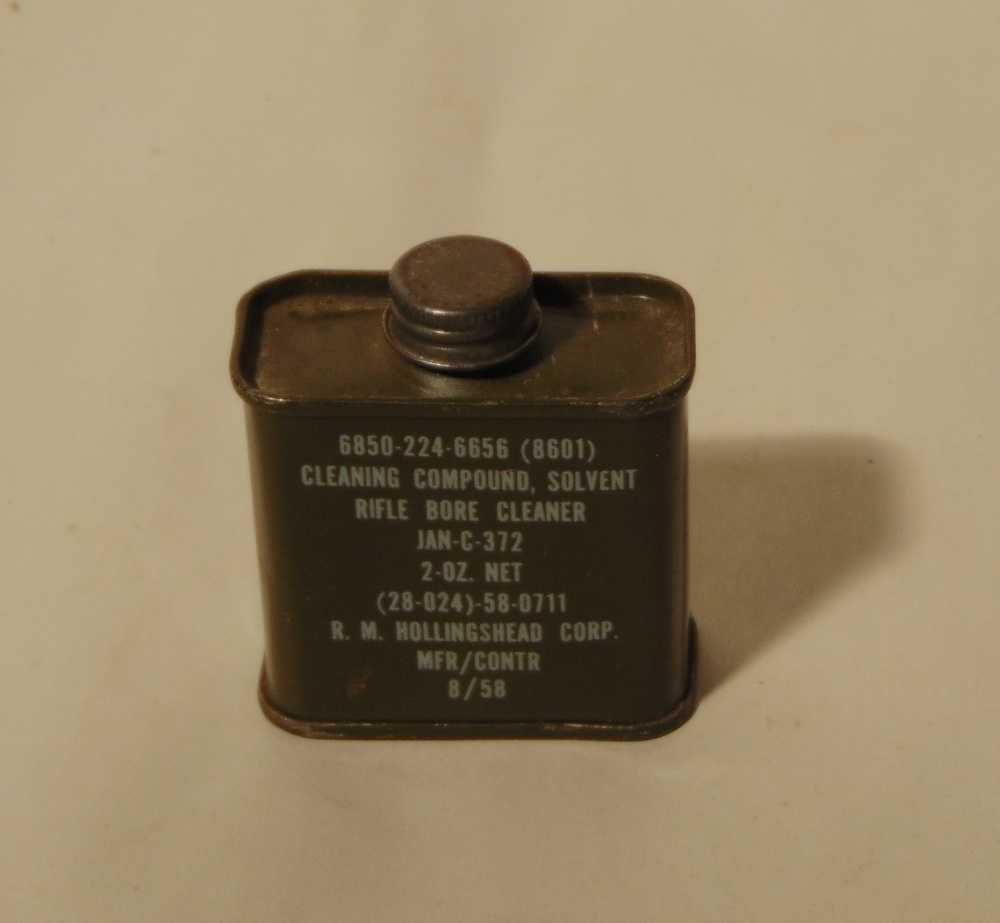 6850-224-6656 (8601)
CLEANING COMPOUND, SOLVENT
RIFLE BORE CLEANER
JAN-C-372
2-OZ. NET
(28-024)-58-0711
R. M. HOLLINGSHEAD CORP.
MFR/CONTR
8/58